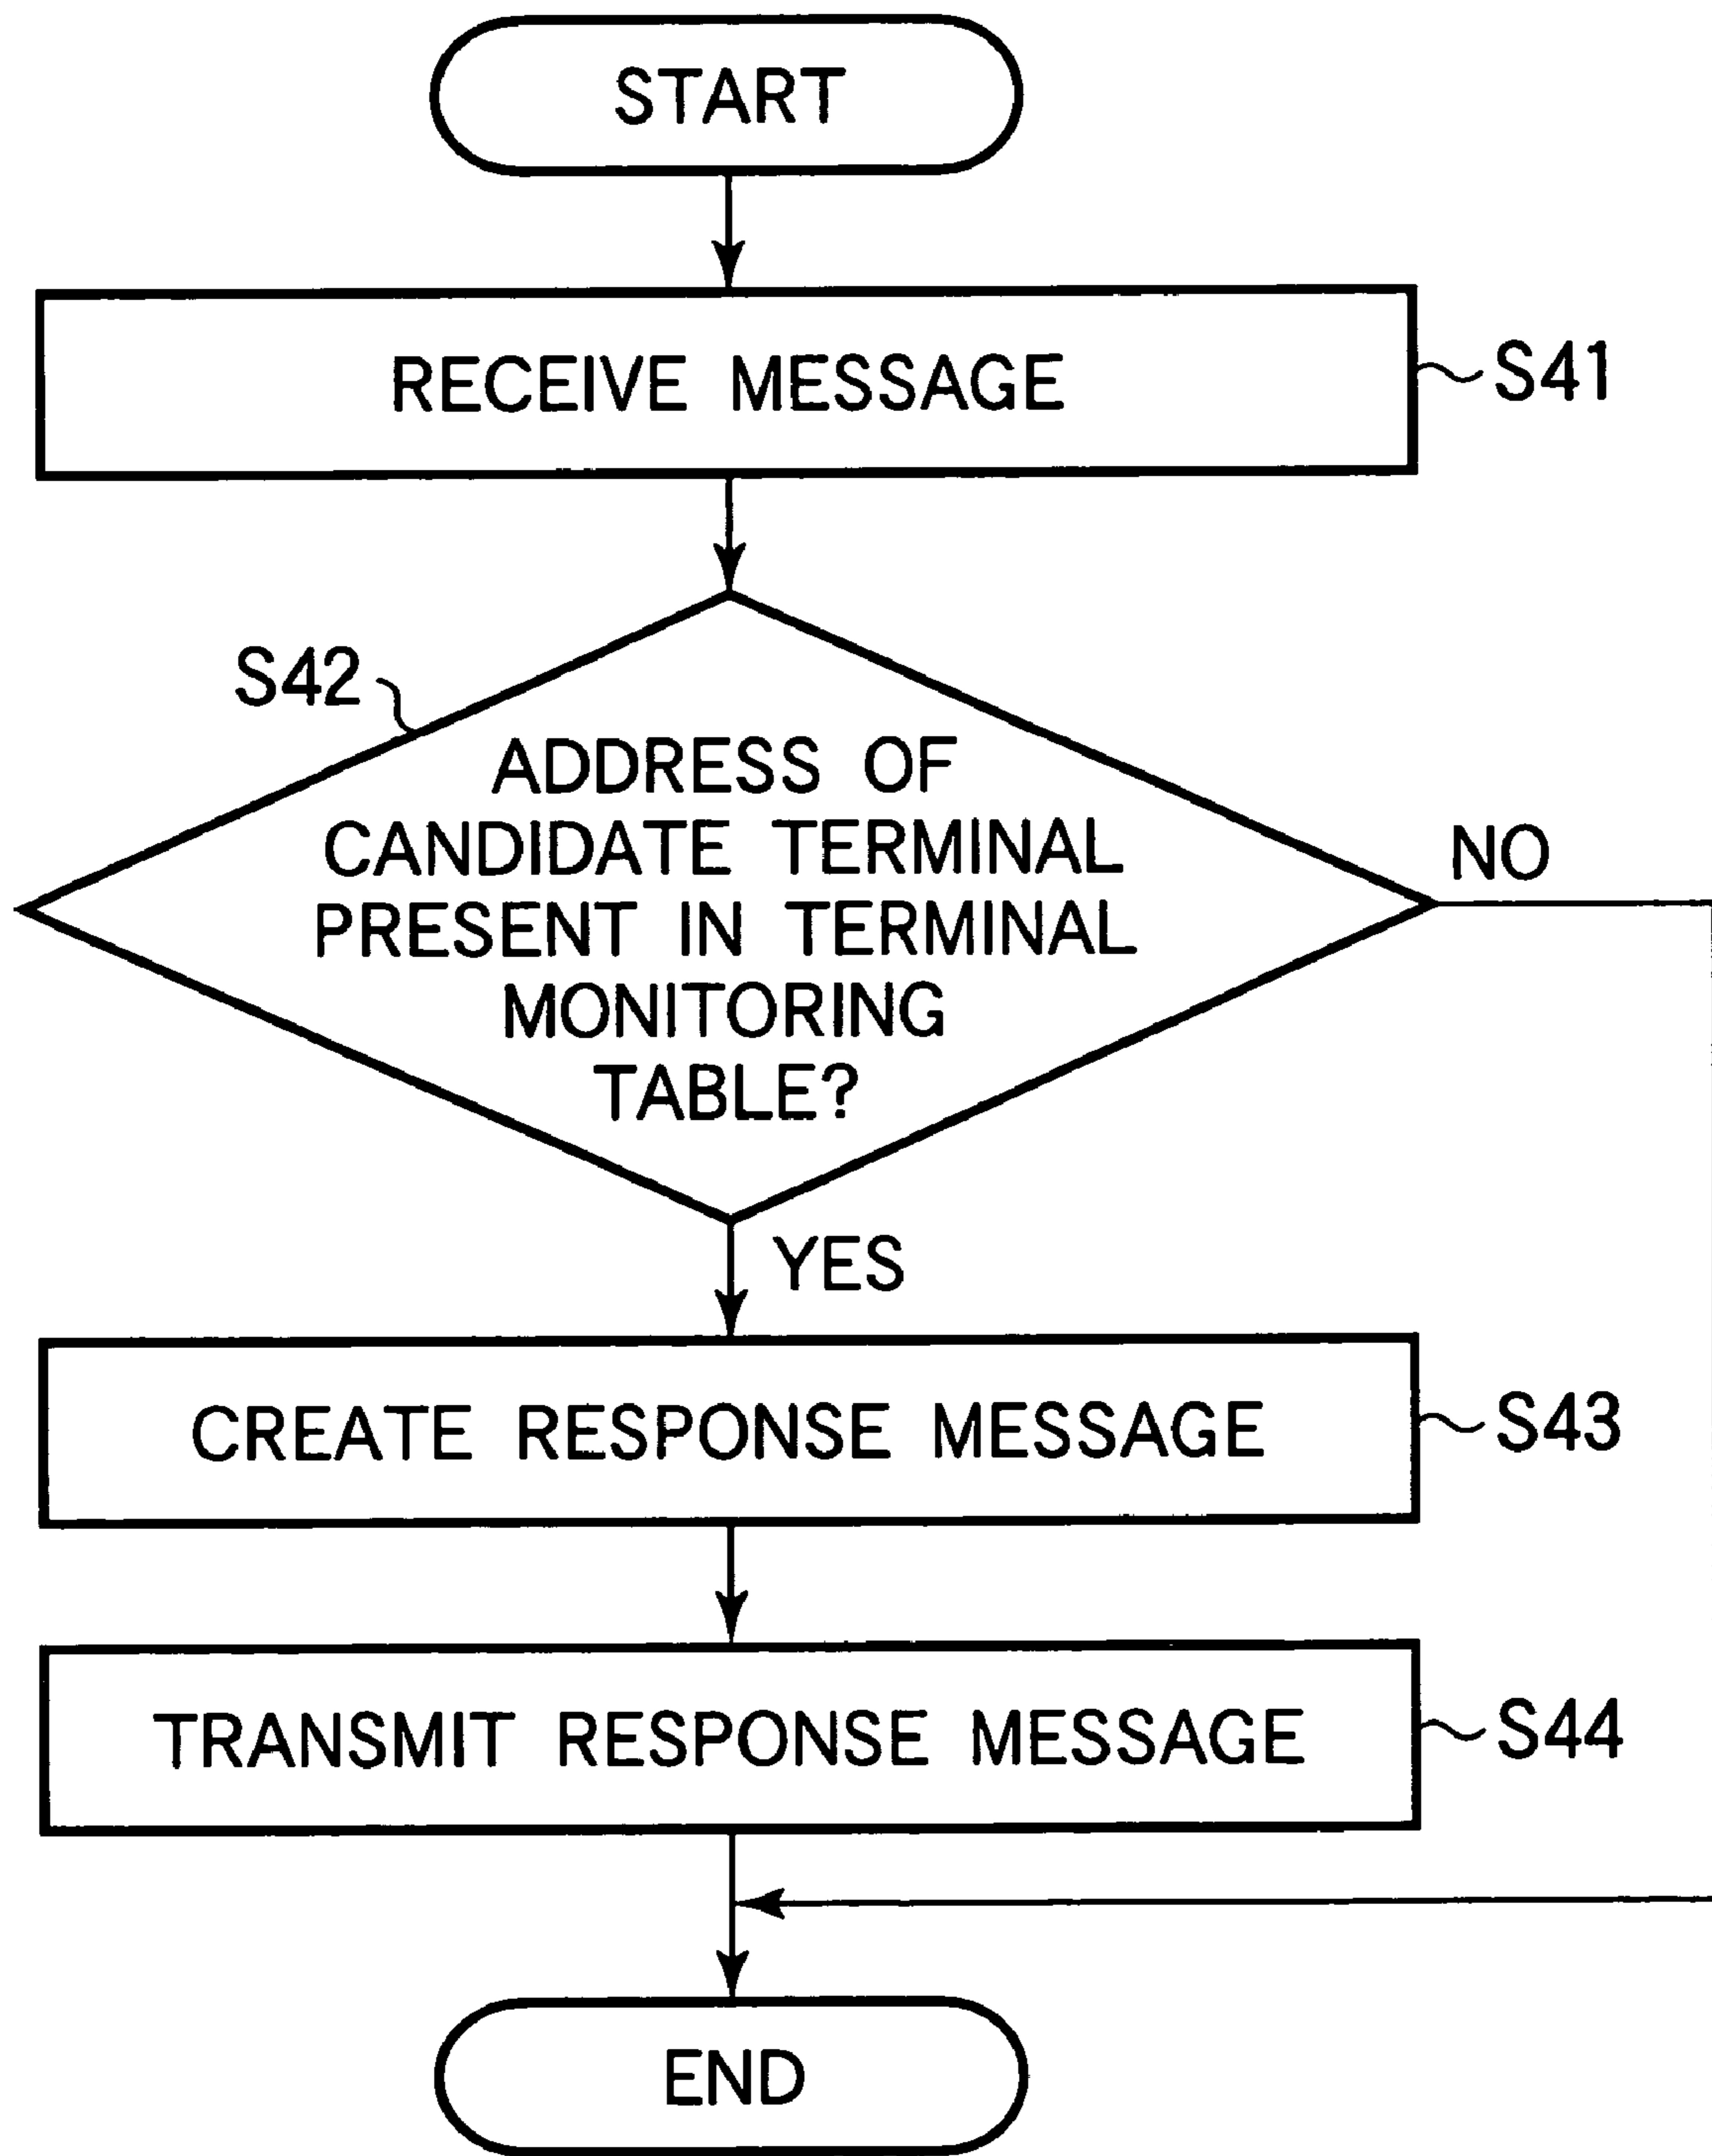 START
RECEIVE MESSAGE
S41
S42
ADDRESS OF
CANDIDATE TERMINAL
PRESENT IN TERMINAL
MONITORING
TABLE?
NO
YES
CREATE RESPONSE MESSAGE
S43
TRANSMIT RESPONSE MESSAGE
S44
END